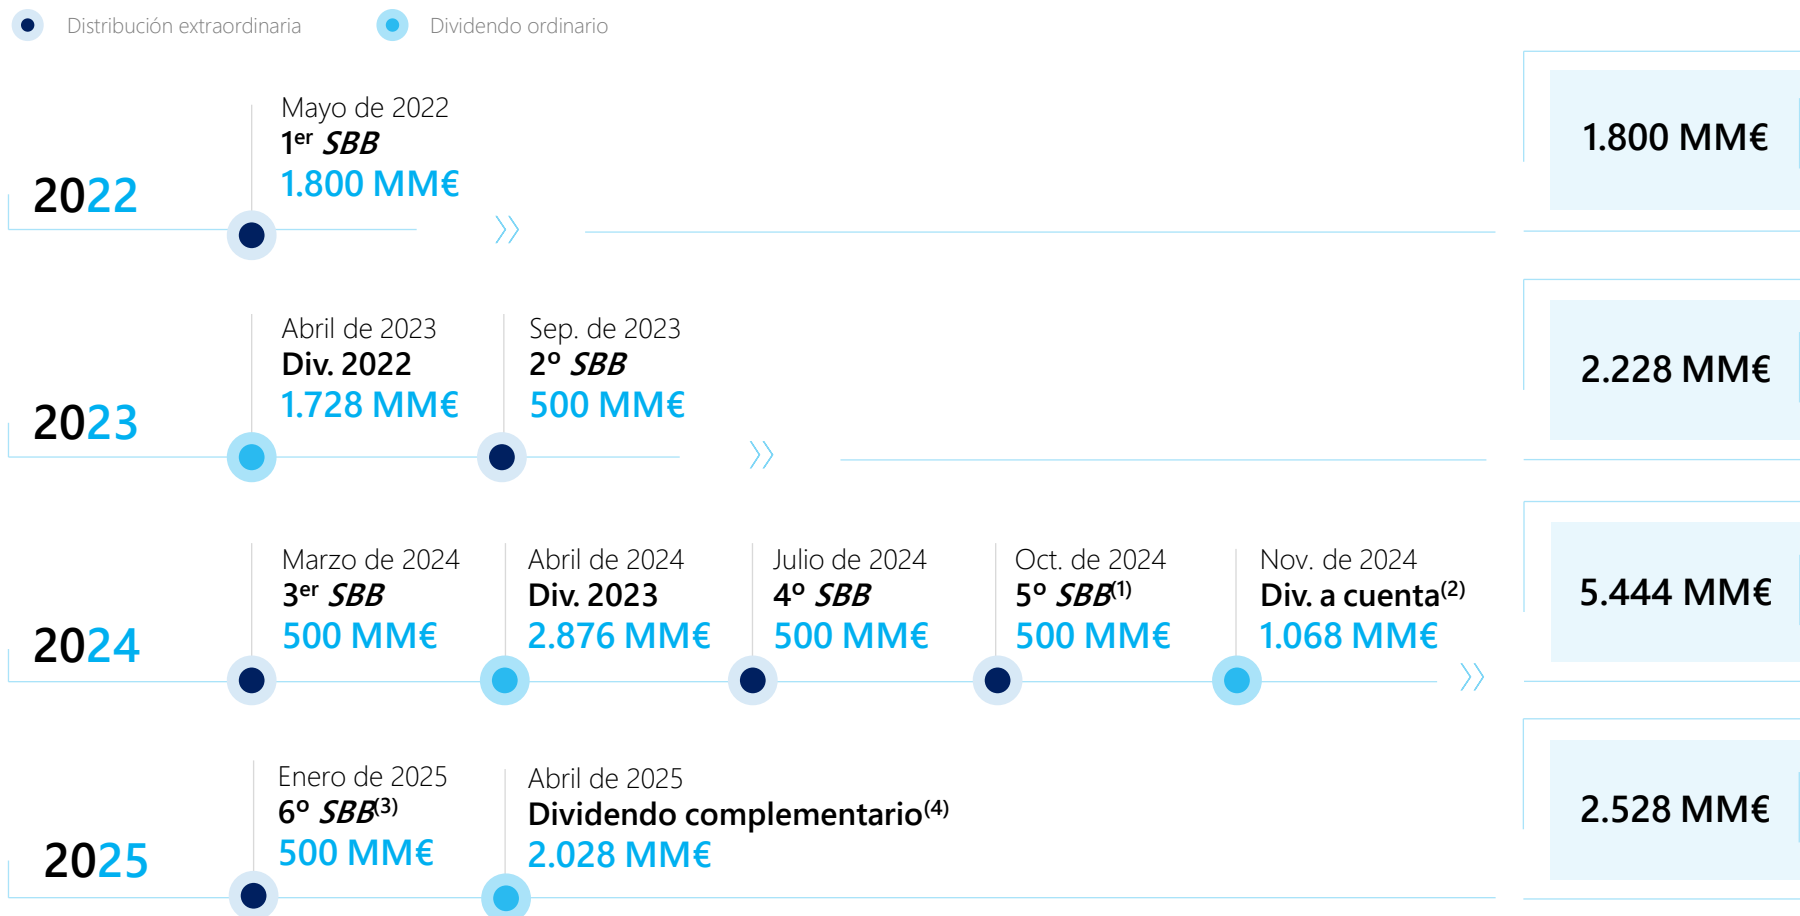 Distribución extraordinaria
Dividendo ordinario
2022
Mayo de 2022
1er SBB
1.800 MM€
1.800 MM€
2023
Abril de 2023
Div. 2022
1.728 MM€
Sep. de 2023
2º SBB
500 MM€
2.228 MM€
2024
Marzo de 2024
3er SBB
500 MM€
Abril de 2024
Div. 2023
2.876 MM€
Julio de 2024
4º SBB
500 MM€
Oct. de 2024
5º SBB(1)
500 MM€
Nov. de 2024
Div. a cuenta(2)
1.068 MM€
5.444 MM€
2025
Enero de 2025
6º SBB(3)
500 MM€
Abril de 2025
Dividendo complementario(4)
2.028 MM€
2.528 MM€